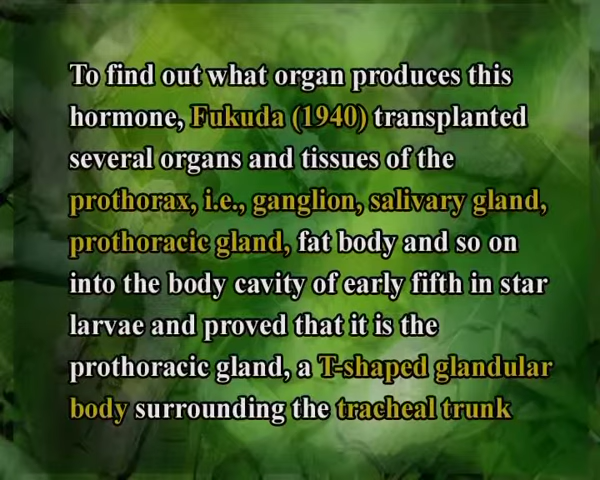 To find out what organ produces this
hormone, Fukuda (1940) transplanted
several organs and tissues of the
prothorax, i.e., ganglion, salivary gland,
prothoracic gland, fat body and so on
into the body cavity of early fifth in star
larvae and proved that it is the
prothoracic gland, a T-shaped glandular
body surrounding the tracheal trunk